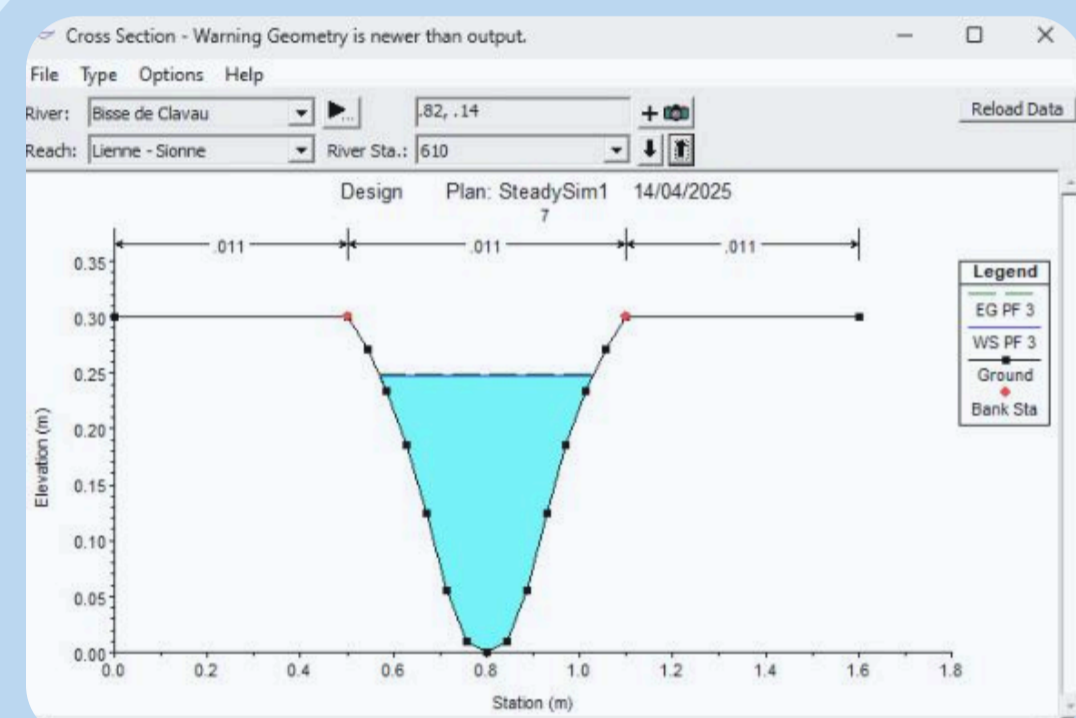 Cross Section - Warning Geometry is newer than output.
File Type Options Help
River: Bisse de Clavau ... .82, .14 + Reload Data
Reach: Lienne - Sionne River Sta.: 610
Design Plan: SteadySim1 14/04/2025
7
.011 .011 .011
0.35
0.30
0.25
0.20
0.15
0.10
0.05
0.00
Elevation (m)
0.0 0.2 0.4 0.6 0.8 1.0 1.2 1.4 1.6 1.8
Station (m)
Legend
EG PF 3
WS PF 3
Ground
Bank Sta